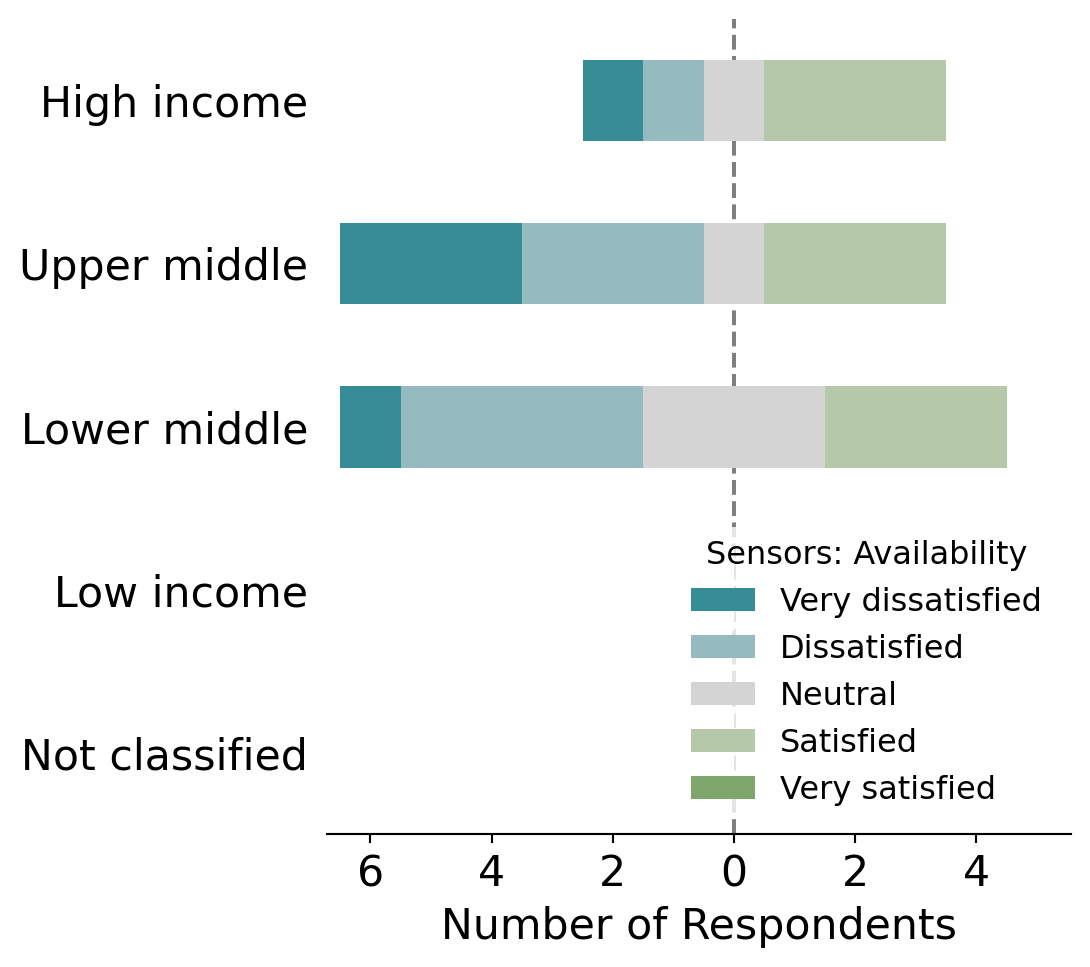 High income
Upper middle
Lower middle
Low income
Not classified
Sensors: Availability
Very dissatisfied
Dissatisfied
Neutral
Satisfied
Very satisfied
6 4 2 0 2 4
Number of Respondents